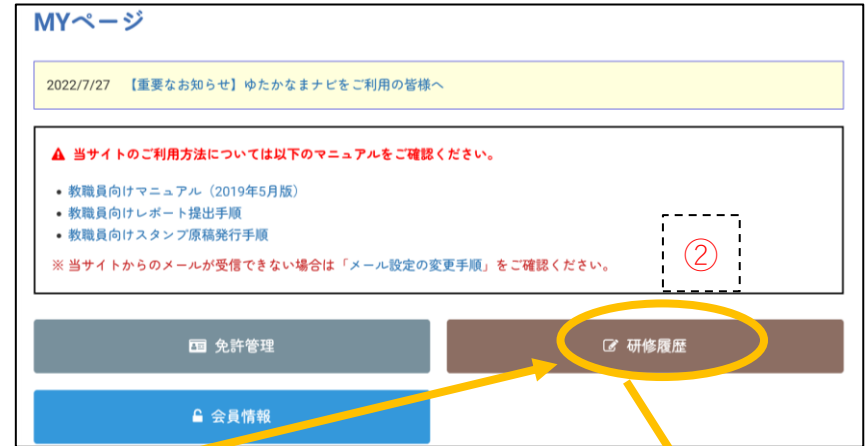 MYページ
2022/7/27 【重要なお知らせ】ゆたかなまナビをご利用の皆様へ
当サイトのご利用方法については以下のマニュアルをご確認ください。
• 教職員向けマニュアル（2019年5月版）
• 教職員向けレポート提出手順
• 教職員向けスタンプ原稿発行手順
※ 当サイトからのメールが受信できない場合は「メール設定の変更手順」をご確認ください。
②
免許管理
研修履歴
会員情報